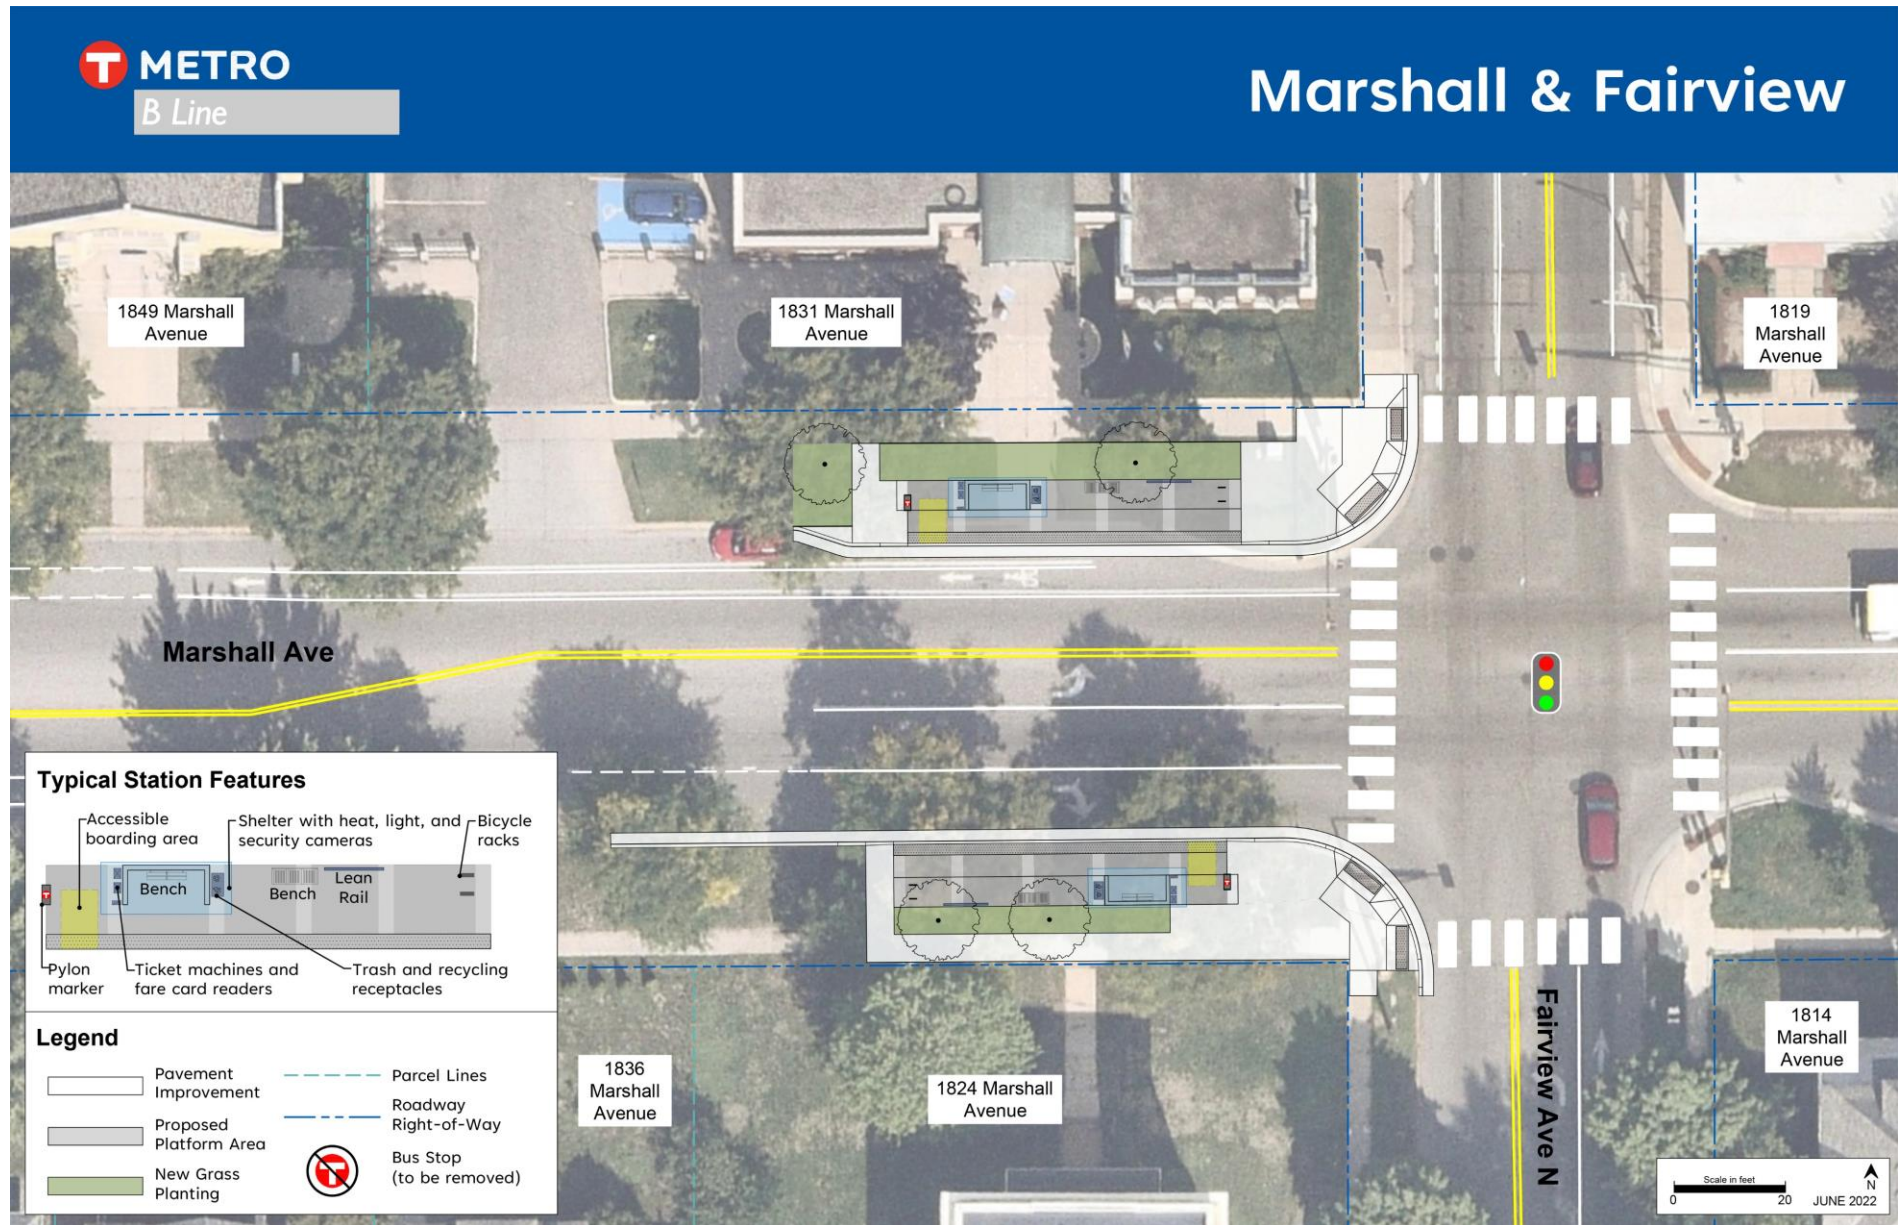 T METRO
B Line
Marshall & Fairview
1849 Marshall
Avenue
1831 Marshall
Avenue
1819
Marshall
Avenue
Marshall Ave
Typical Station Features
Accessible
boarding area
Shelter with heat, light, and
security cameras
Bicycle
racks
Bench
Bench
Lean
Rail
Pylon
marker
Ticket machines and
fare card readers
Trash and recycling
receptacles
Legend
Pavement
Improvement
Proposed
Platform Area
New Grass
Planting
Parcel Lines
Roadway
Right-of-Way
Bus Stop
(to be removed)
1836
Marshall
Avenue
1824 Marshall
Avenue
Fairview Ave N
1814
Marshall
Avenue
Scale in feet
0 20
N
JUNE 2022